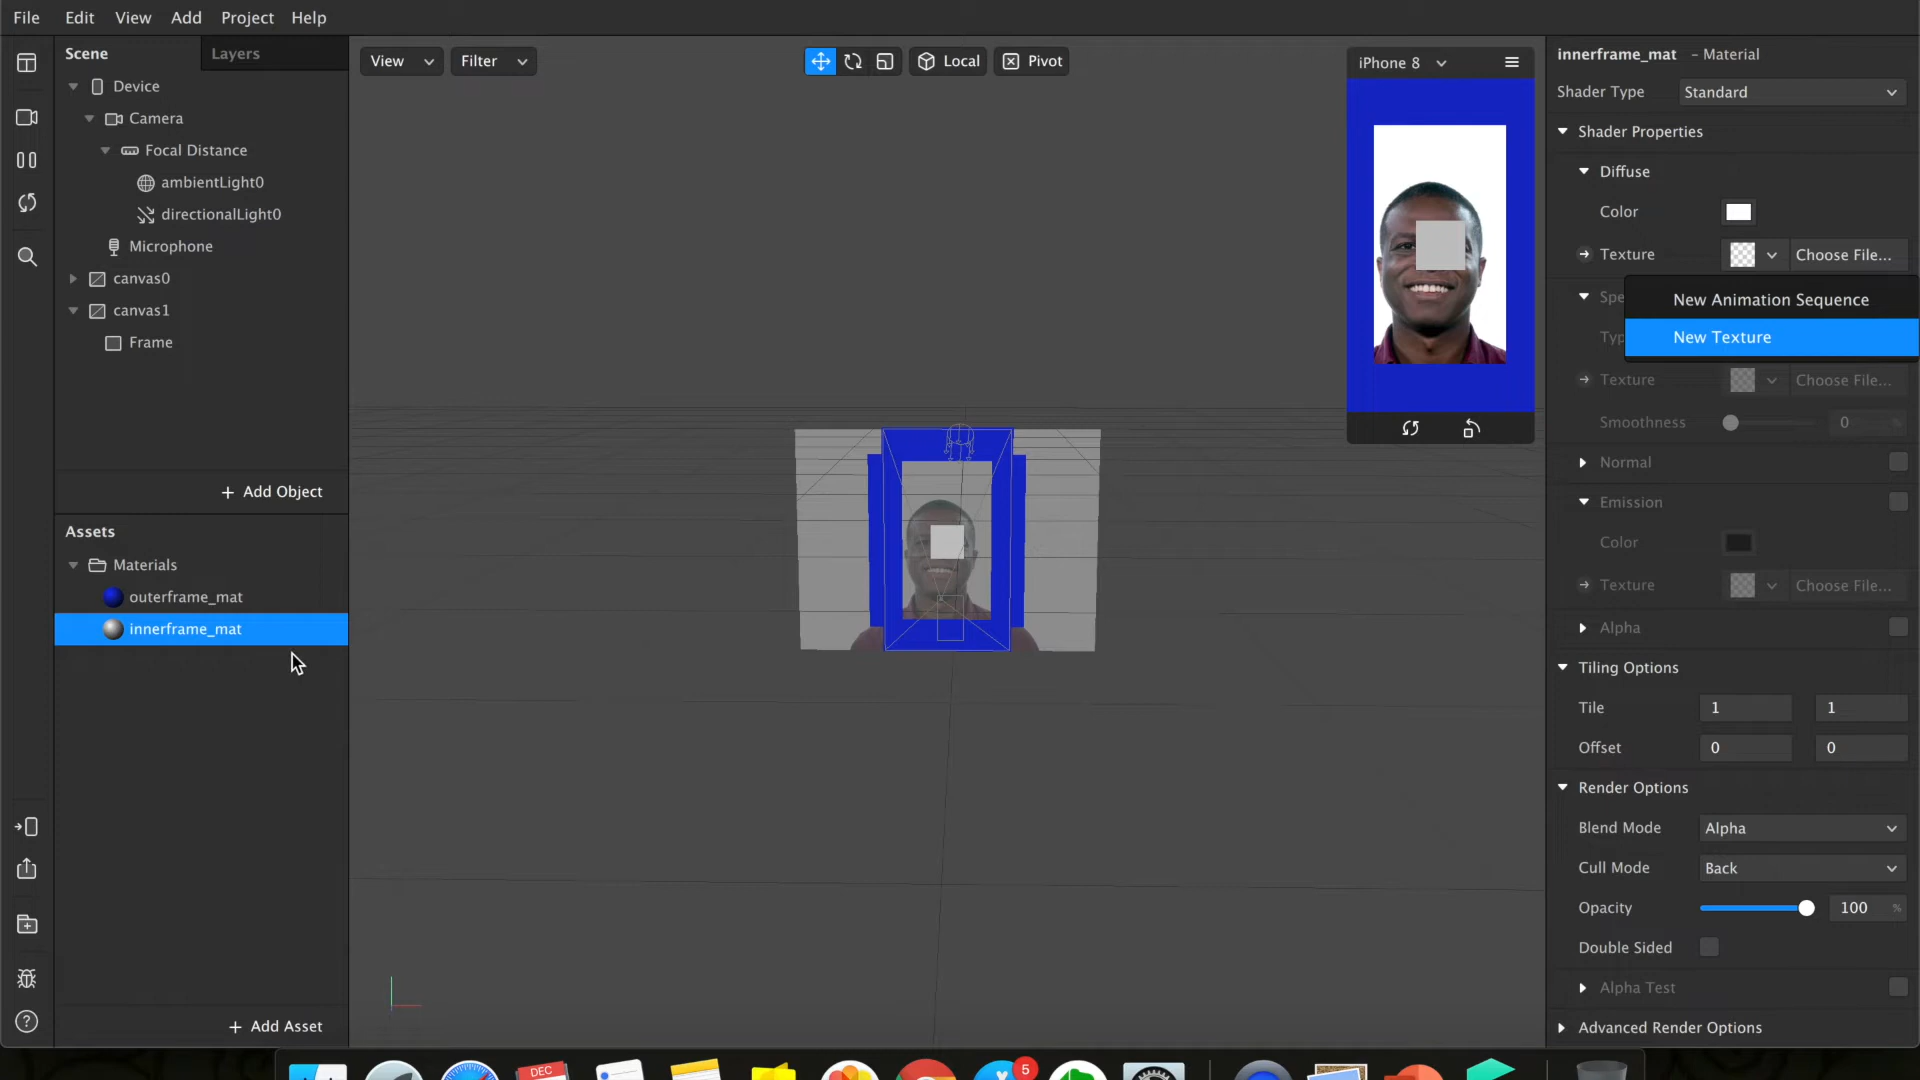 File Edit View Add Project Help
Scene Layers
Device
Camera
Focal Distance
ambientLight0
directionalLight0
Microphone
canvas0
canvas1
Frame
+ Add Object
Assets
Materials
outerframe_mat
innerframe_mat
+ Add Asset
View Filter Local Pivot
iPhone 8
innerframe_mat – Material
Shader Type Standard
Shader Properties
Diffuse
Color
Texture Choose File...
New Animation Sequence
New Texture
Spe
Typ
Texture Choose File...
Smoothness 0 %
Normal
Emission
Color
Texture Choose File...
Alpha
Tiling Options
Tile 1 1
Offset 0 0
Render Options
Blend Mode Alpha
Cull Mode Back
Opacity 100 %
Double Sided
Alpha Test
Advanced Render Options
DEC
5